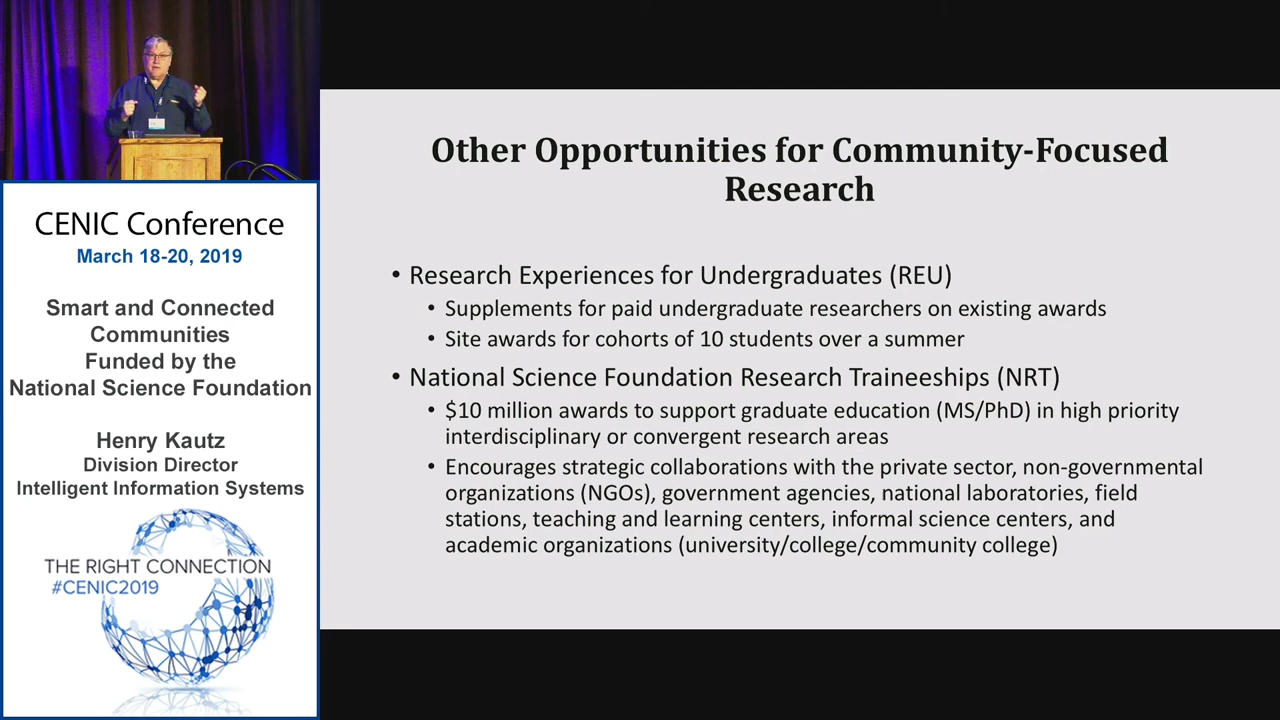 CENIC Conference
March 18-20, 2019
Smart and Connected
Communities
Funded by the
National Science Foundation
Henry Kautz
Division Director
Intelligent Information Systems
THE RIGHT CONNECTION
#CENIC2019
Other Opportunities for Community-Focused
Research
• Research Experiences for Undergraduates (REU)
• Supplements for paid undergraduate researchers on existing awards
• Site awards for cohorts of 10 students over a summer
• National Science Foundation Research Traineeships (NRT)
• $10 million awards to support graduate education (MS/PhD) in high priority
interdisciplinary or convergent research areas
• Encourages strategic collaborations with the private sector, non-governmental
organizations (NGOs), government agencies, national laboratories, field
stations, teaching and learning centers, informal science centers, and
academic organizations (university/college/community college)